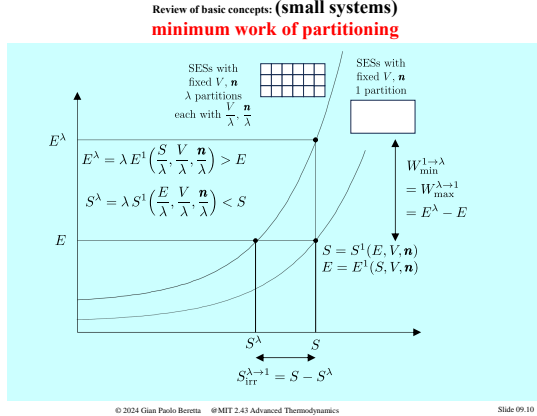 Review of basic concepts: (small systems)
minimum work of partitioning
SESs with
fixed V, n
λ partitions
each with V/λ, n/λ
SESs with
fixed V, n
1 partition
E^λ
E^λ = λ E^1(S/λ, V/λ, n/λ) > E
S^λ = λ S^1(E/λ, V/λ, n/λ) < S
W_min^{1→λ}
= W_max^{λ→1}
= E^λ − E
E
S = S^1(E, V, n)
E = E^1(S, V, n)
S^λ
S
S_irr^{λ→1} = S − S^λ
© 2024 Gian Paolo Beretta @MIT 2.43 Advanced Thermodynamics
Slide 09.10